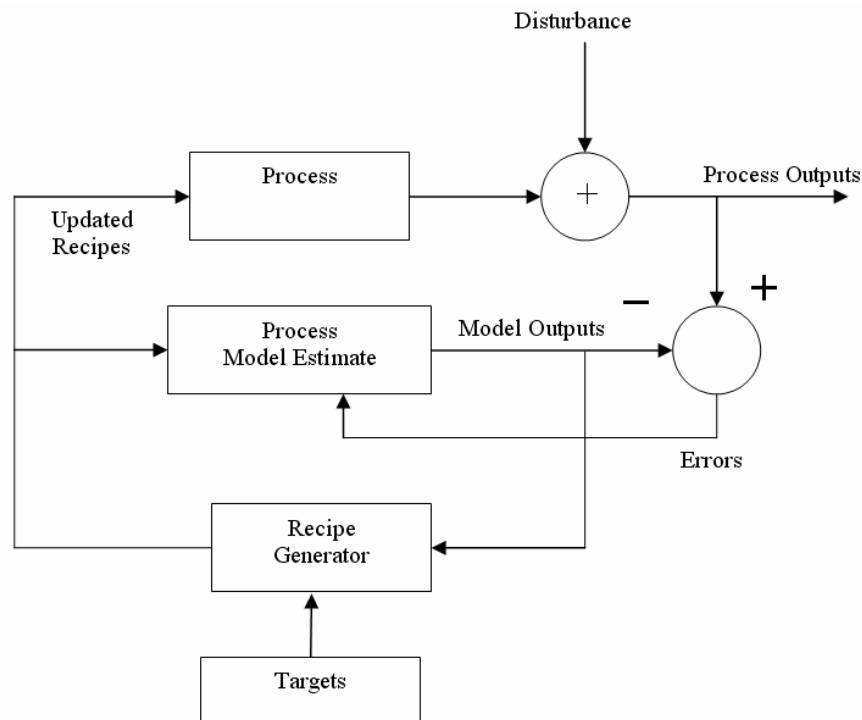 Disturbance
Process
+
Process Outputs
Updated
Recipes
−
+
Process
Model Estimate
Model Outputs
Errors
Recipe
Generator
Targets